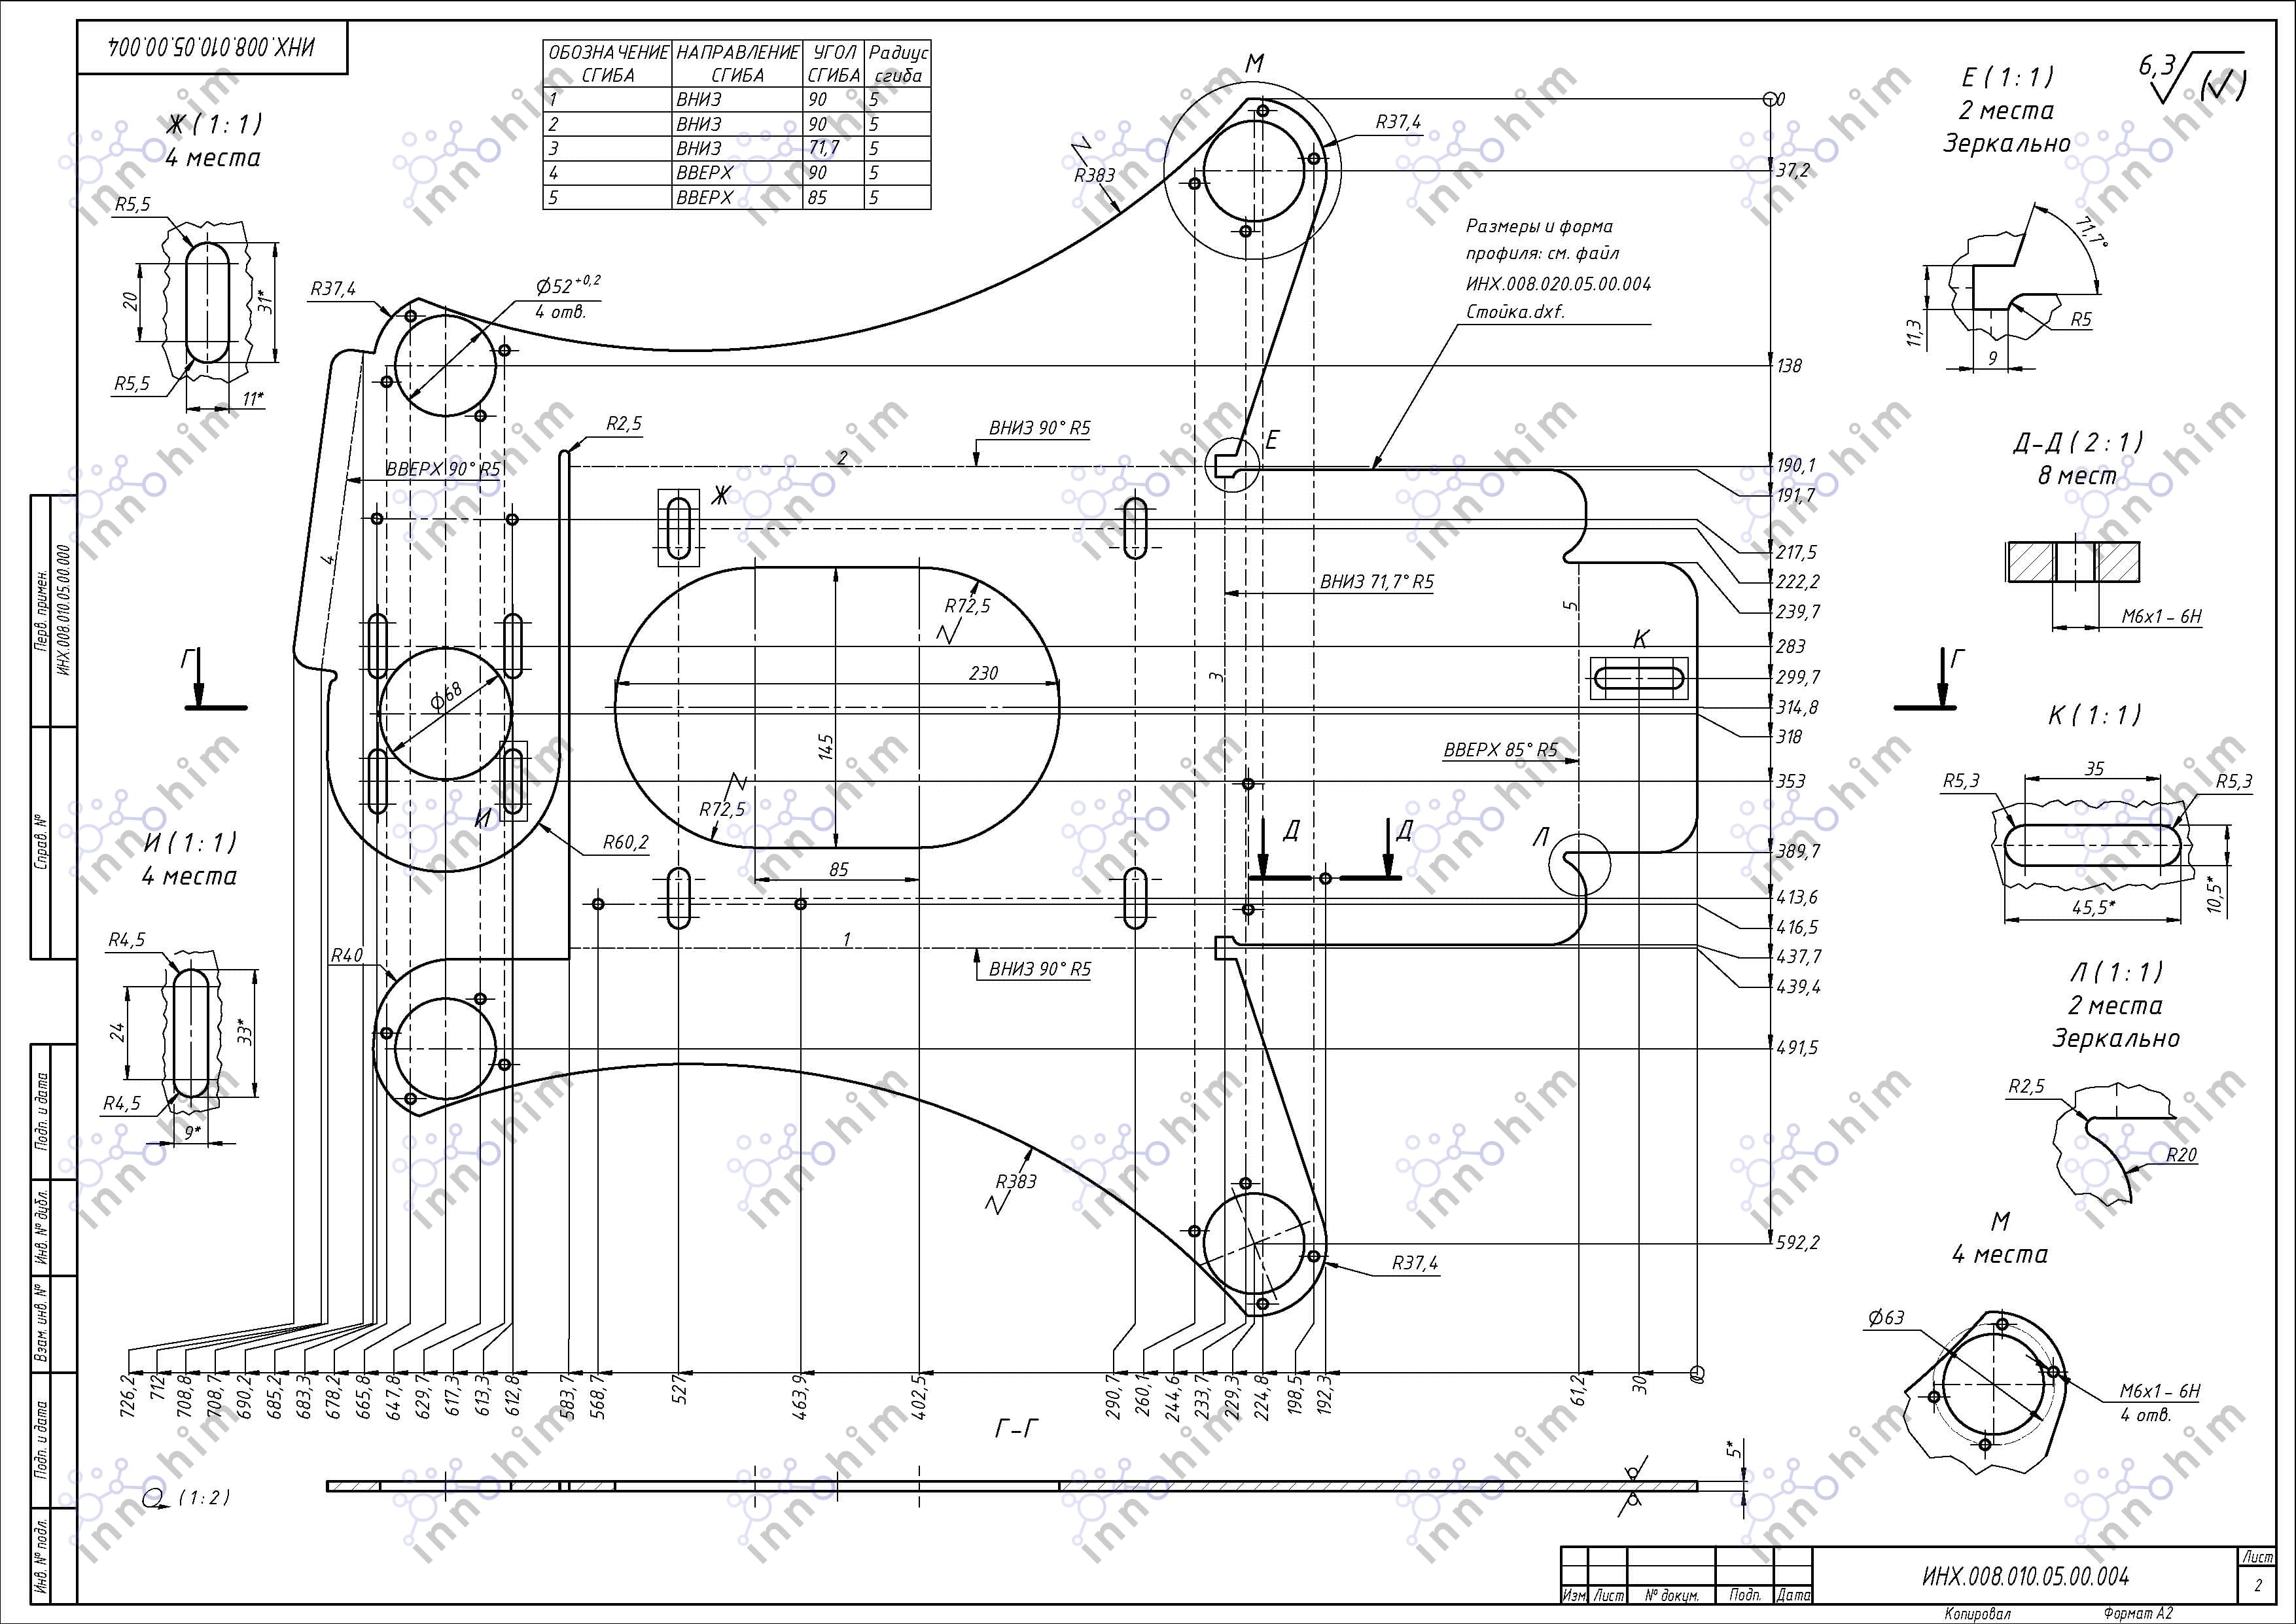 ИНХ.008.010.05.00.004
ОБОЗНАЧЕНИЕ СГИБА НАПРАВЛЕНИЕ СГИБА УГОЛ СГИБА Радиус сгиба
1 ВНИЗ 90 5
2 ВНИЗ 90 5
3 ВНИЗ 71,7 5
4 ВВЕРХ 90 5
5 ВВЕРХ 85 5
6,3 (√)
Ж (1:1)
4 места
R5,5
20
31*
R5,5
11*
М
R37,4
R383
R37,4
Ø52+0,2
4 отв.
Размеры и форма
профиля: см. файл
ИНХ.008.020.05.00.004
Стойка.dxf.
Е (1:1)
2 места
Зеркально
71,7°
11,3
R5
9
R2,5
ВНИЗ 90° R5
Е
2
ВВЕРХ 90° R5
4
Ж
Д-Д (2:1)
8 мест
М6х1 - 6Н
ВНИЗ 71,7° R5
5
3
К
R72,5
230
145
Ø68
Г
Г
R72,5
85
И
R60,2
ВВЕРХ 85° R5
Д
Д
Л
К (1:1)
35
R5,3
R5,3
45,5*
10,5*
И (1:1)
4 места
R4,5
24
33*
R4,5
9*
R40
1
ВНИЗ 90° R5
Л (1:1)
2 места
Зеркально
R2,5
R20
R383
R37,4
М
4 места
Ø63
М6х1 - 6Н
4 отв.
0
37,2
138
190,1
191,7
217,5
222,2
239,7
283
299,7
314,8
318
353
389,7
413,6
416,5
437,7
439,4
491,5
592,2
726,2
712
708,8
708,7
690,2
685,2
683,3
678,2
665,8
647,8
629,7
617,3
613,3
612,8
583,7
568,7
527
463,9
402,5
290,7
260,1
244,6
233,7
229,3
224,8
198,5
192,3
61,2
30
0
Г-Г
5*
(1:2)
Перв. примен.
ИНХ.008.010.05.00.000
Справ. №
Подп. и дата
Инв. № дубл.
Взам. инв. №
Подп. и дата
Инв. № подл.
Изм Лист № докум. Подп. Дата
ИНХ.008.010.05.00.004
Лист
2
Копировал
Формат А2
innohim